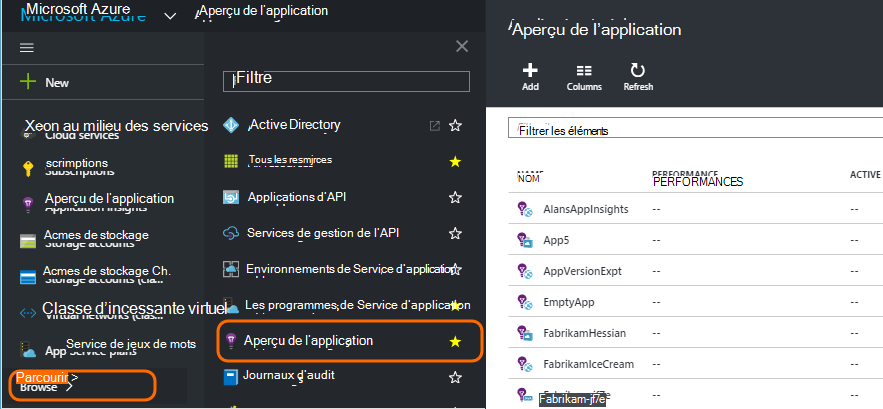 Microsoft Azure
Aperçu de l'application
New
Xeon au milieu des services
Cloud services
scrimptions
Subscriptions
Aperçu de l'application
Application Insights
Acmes de stockage
Storage accounts
Acmes de stockage Ch.
Storage accounts (cla...
Classe d'incessante virtuel
Virtual networks (clas...
Service de jeux de mots
App Service plans
Parcourir >
Browse >
Filtre
Active Directory
Tous les resmjrces
Applications d'API
Services de gestion de l'API
Environnements de Service d'application
Les programmes de Service d'application
Aperçu de l'application
Journaux d'audit
Aperçu de l'application
Add
Columns
Refresh
Filtrer les éléments
NAME PERFORMANCE ACTIVE
NOM PERFORMANCES
AlansAppInsights -- --
App5 -- --
AppVersionExpt -- --
EmptyApp -- --
FabrikamHessian -- --
FabrikamIceCream -- --
Fabrikam-jf7e -- --